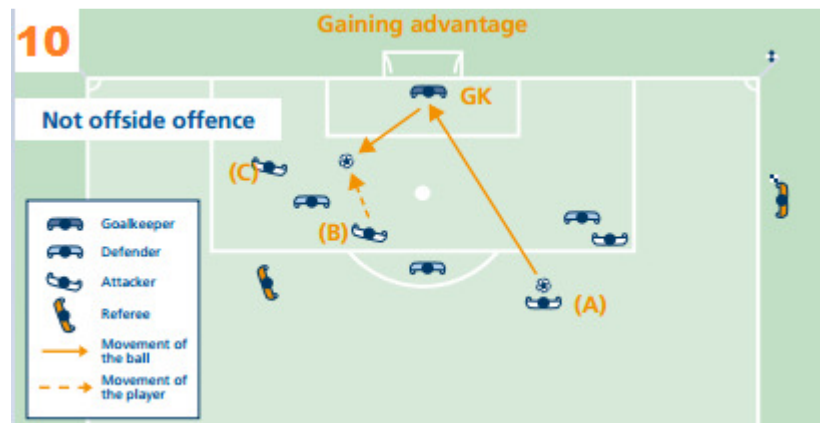 10
Gaining advantage
GK
Not offside offence
(C)
(B)
(A)
Goalkeeper
Defender
Attacker
Referee
Movement of
the ball
Movement of
the player